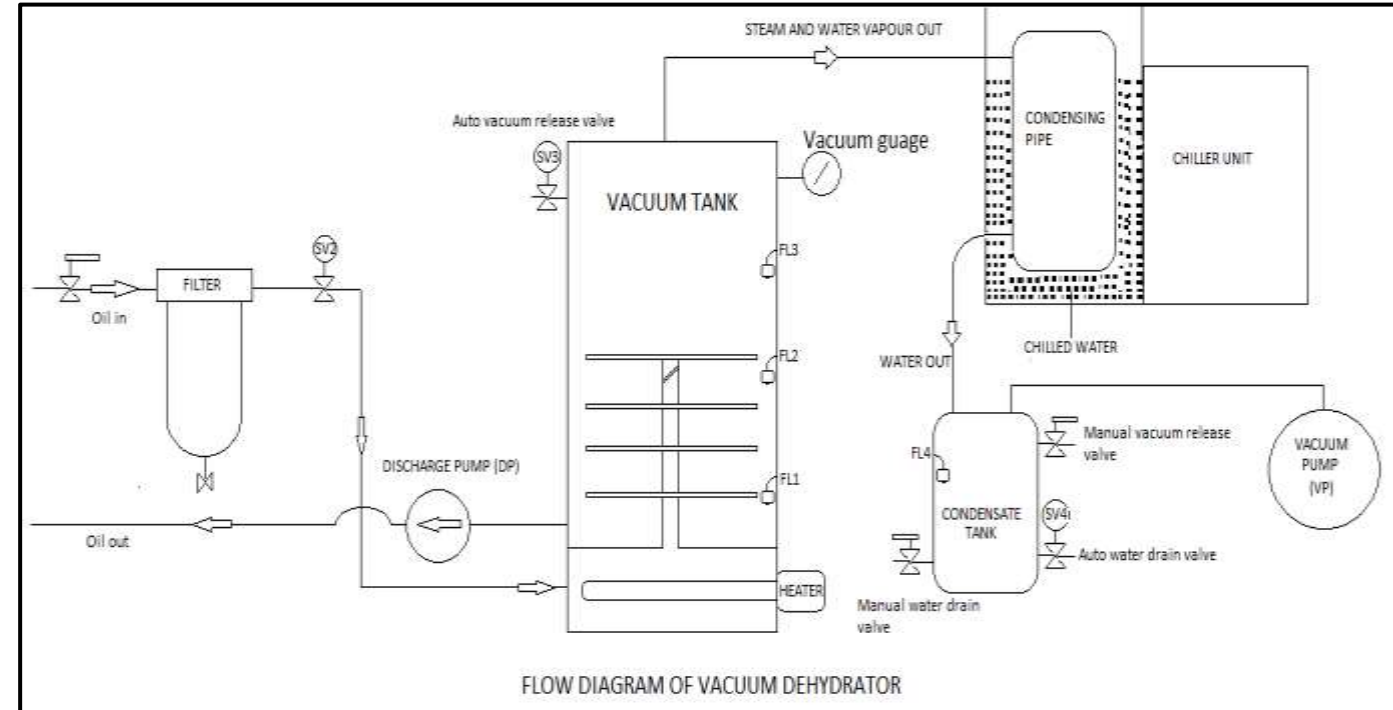 STEAM AND WATER VAPOUR OUT
Auto vacuum release valve
SV3
Vacuum guage
CONDENSING
PIPE
CHILLER UNIT
VACUUM TANK
SV2
FL3
FILTER
Oil in
CHILLED WATER
FL2
WATER OUT
DISCHARGE PUMP (DP)
FL1
FL4
Manual vacuum release
valve
VACUUM
PUMP
(VP)
CONDENSATE
TANK
SV4
Oil out
Auto water drain valve
HEATER
Manual water drain
valve
FLOW DIAGRAM OF VACUUM DEHYDRATOR